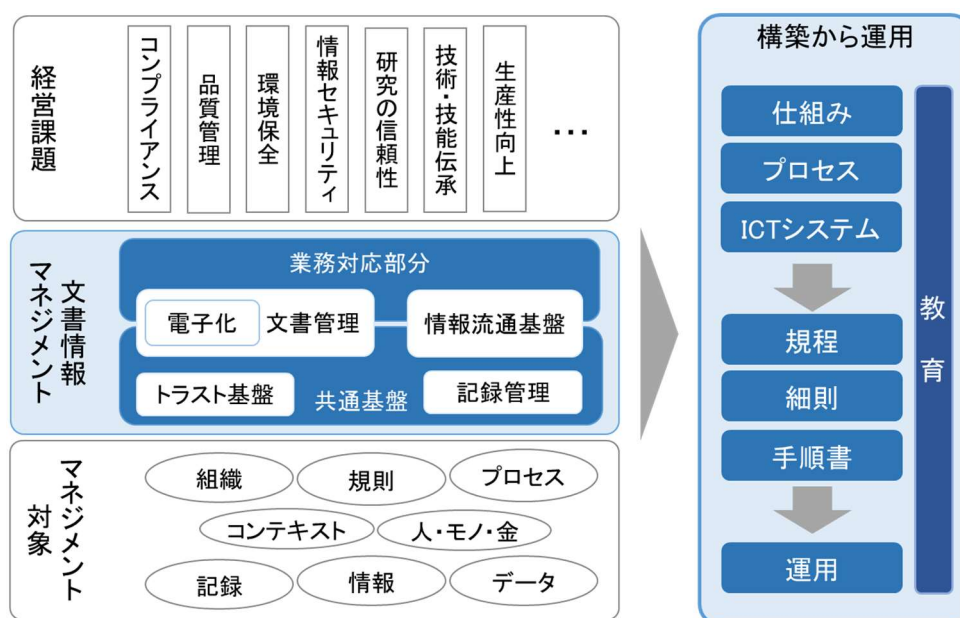 経営課題
コンプライアンス
品質管理
環境保全
情報セキュリティ
研究の信頼性
技術・技能伝承
生産性向上
…
文書情報
マネジメント
業務対応部分
電子化
文書管理
情報流通基盤
トラスト基盤
共通基盤
記録管理
マネジメント
対象
組織
規則
プロセス
コンテキスト
人・モノ・金
記録
情報
データ
構築から運用
仕組み
プロセス
ICTシステム
規程
細則
手順書
運用
教育